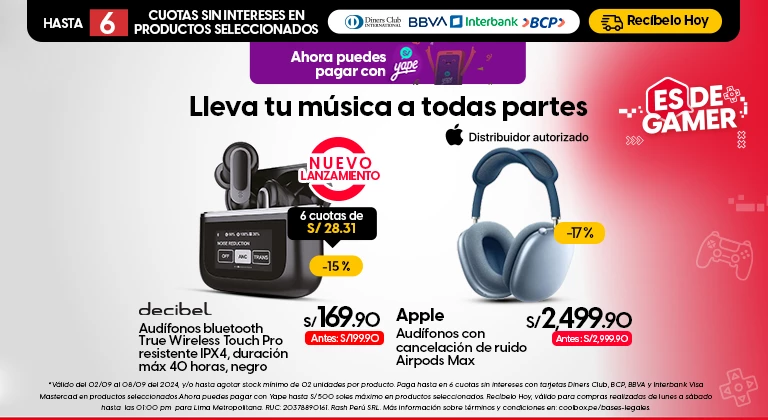 HASTA 6 CUOTAS SIN INTERESES EN
PRODUCTOS SELECCIONADOS
Diners Club
INTERNATIONAL
BBVA
Interbank
BCP
Recíbelo Hoy
Ahora puedes
pagar con
S/
yape
Lleva tu música a todas partes
ES DE
GAMER
Distribuidor autorizado
NUEVO
LANZAMIENTO
6 cuotas de
S/ 28.31
-15%
-17%
NOISE REDUCTION
OFF ANC TRANS
decibel
Audífonos bluetooth
True Wireless Touch Pro
resistente IPX4, duración
máx 40 horas, negro
S/169.90
Antes: S/199.90
Apple
Audífonos con
cancelación de ruido
Airpods Max
S/2,499.90
Antes: S/2,999.90
*Válido del 02/09 al 08/09 del 2024, y/o hasta agotar stock mínimo de 02 unidades por producto. Paga hasta en 6 cuotas sin intereses con tarjetas Diners Club, BCP, BBVA y Interbank Visa
Mastercad en productos seleccionados. Ahora puedes pagar con Yape hasta S/500 soles máximo en productos seleccionados. Recíbelo Hoy, válido para compras realizadas de lunes a sábado
hasta las 01:00 pm para Lima Metropolitana. RUC: 20378890161. Rash Perú SRL. Más información sobre términos y condiciones en: coolbox.pe/bases-legales